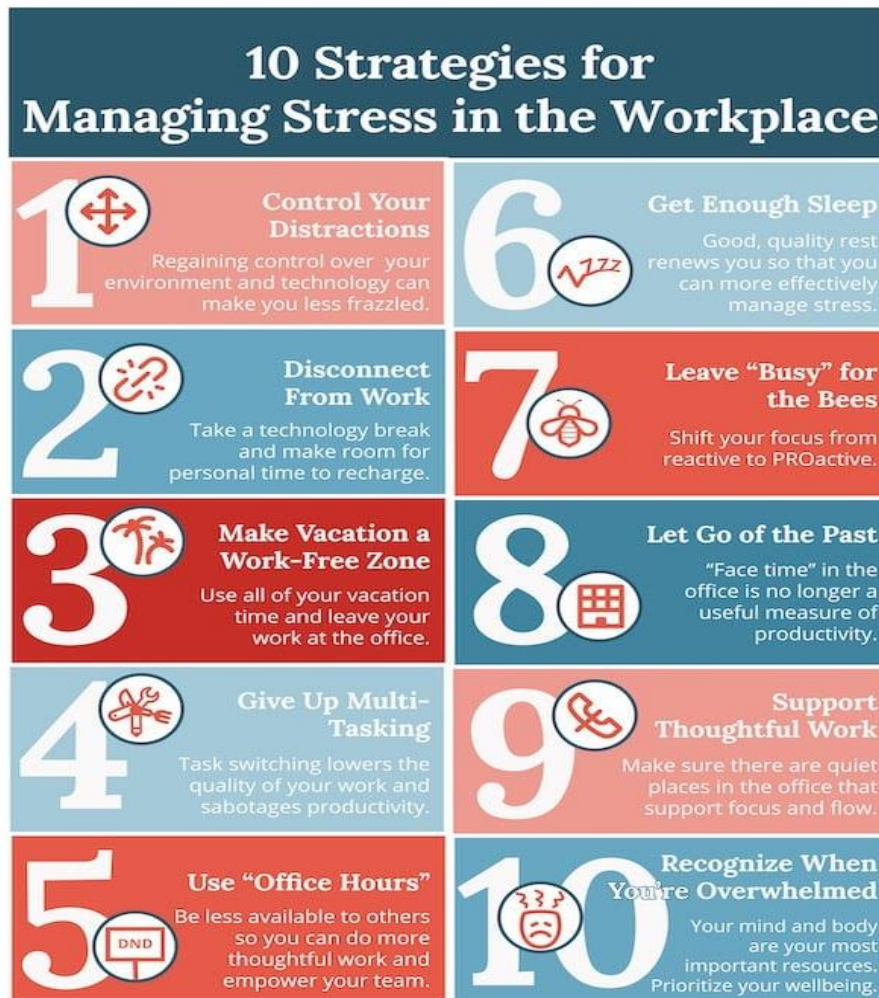 10 Strategies for
Managing Stress in the Workplace
1
Control Your
Distractions
Regaining control over your
environment and technology can
make you less frazzled.
2
Disconnect
From Work
Take a technology break
and make room for
personal time to recharge.
3
Make Vacation a
Work-Free Zone
Use all of your vacation
time and leave your
work at the office.
4
Give Up Multi-
Tasking
Task switching lowers the
quality of your work and
sabotages productivity.
5
DND
Use “Office Hours”
Be less available to others
so you can do more
thoughtful work and
empower your team.
6
zzzz
Get Enough Sleep
Good, quality rest
renews you so that you
can more effectively
manage stress.
7
Leave “Busy” for
the Bees
Shift your focus from
reactive to PROactive.
8
Let Go of the Past
“Face time” in the
office is no longer a
useful measure of
productivity.
9
Support
Thoughtful Work
Make sure there are quiet
places in the office that
support focus and flow.
10
Recognize When
You’re Overwhelmed
Your mind and body
are your most
important resources.
Prioritize your wellbeing.